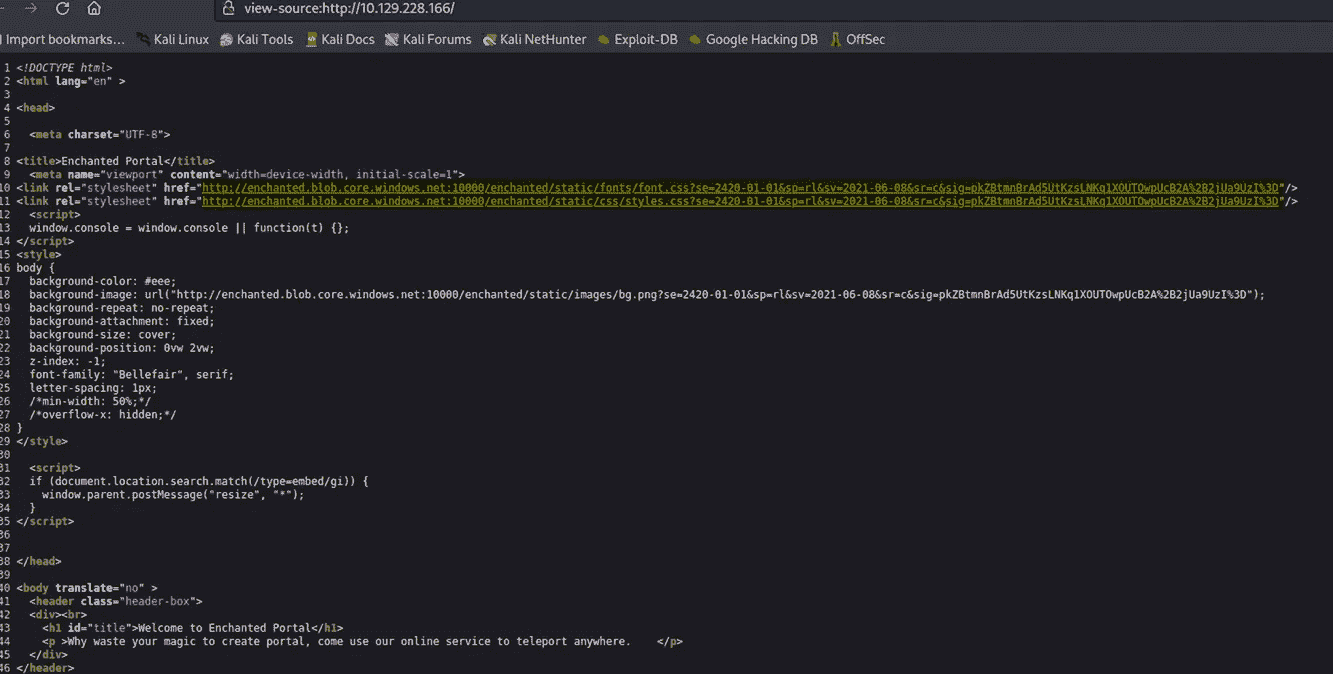 view-source:http://10.129.228.166/
Import bookmarks... Kali Linux Kali Tools Kali Docs Kali Forums Kali NetHunter Exploit-DB Google Hacking DB OffSec
1 <!DOCTYPE html>
2 <html lang="en" >
3
4 <head>
5
6 <meta charset="UTF-8">
7
8 <title>Enchanted Portal</title>
9 <meta name="viewport" content="width=device-width, initial-scale=1">
10 <link rel="stylesheet" href="http://enchanted.blob.core.windows.net:10000/enchanted/static/fonts/font.css?se=2420-01-01&sp=rl&sv=2021-06-08&sr=c&sig=pkZBtmnBrAd5UtKzsLNKq1XOUTOwpUcB2A%2B2jUa9UzI%3D"/>
11 <link rel="stylesheet" href="http://enchanted.blob.core.windows.net:10000/enchanted/static/css/styles.css?se=2420-01-01&sp=rl&sv=2021-06-08&sr=c&sig=pkZBtmnBrAd5UtKzsLNKq1XOUTOwpUcB2A%2B2jUa9UzI%3D"/>
12 <script>
13 window.console = window.console || function(t) {};
14 </script>
15 <style>
16 body {
17 background-color: #eee;
18 background-image: url("http://enchanted.blob.core.windows.net:10000/enchanted/static/images/bg.png?se=2420-01-01&sp=rl&sv=2021-06-08&sr=c&sig=pkZBtmnBrAd5UtKzsLNKq1XOUTOwpUcB2A%2B2jUa9UzI%3D");
19 background-repeat: no-repeat;
20 background-attachment: fixed;
21 background-size: cover;
22 background-position: 0vw 2vw;
23 z-index: -1;
24 font-family: "Bellefair", serif;
25 letter-spacing: 1px;
26 /*min-width: 50%;*/
27 /*overflow-x: hidden;*/
28 }
29 </style>
30
31 <script>
32 if (document.location.search.match(/type=embed/gi)) {
33 window.parent.postMessage("resize", "*");
34 }
35 </script>
36
37
38 </head>
39
40 <body translate="no" >
41 <header class="header-box">
42 <div><br>
43 <h1 id="title">Welcome to Enchanted Portal</h1>
44 <p >Why waste your magic to create portal, come use our online service to teleport anywhere. </p>
45 </div>
46 </header>